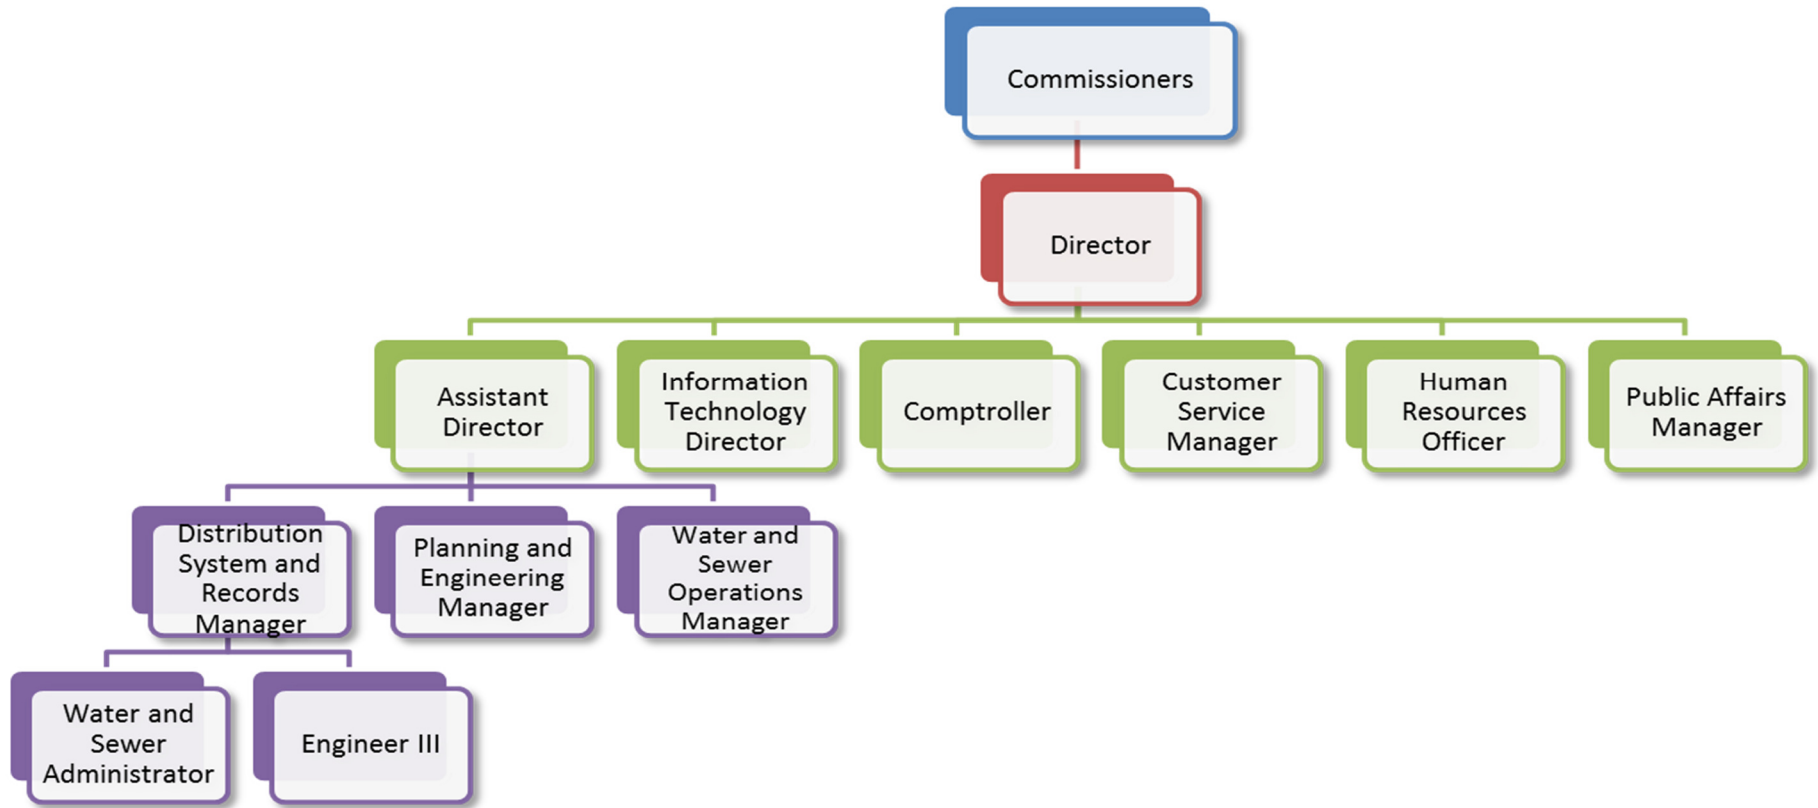 Commissioners
Director
Assistant
Director
Information
Technology
Director
Comptroller
Customer
Service
Manager
Human
Resources
Officer
Public Affairs
Manager
Distribution
System and
Records
Manager
Planning and
Engineering
Manager
Water and
Sewer
Operations
Manager
Water and
Sewer
Administrator
Engineer III